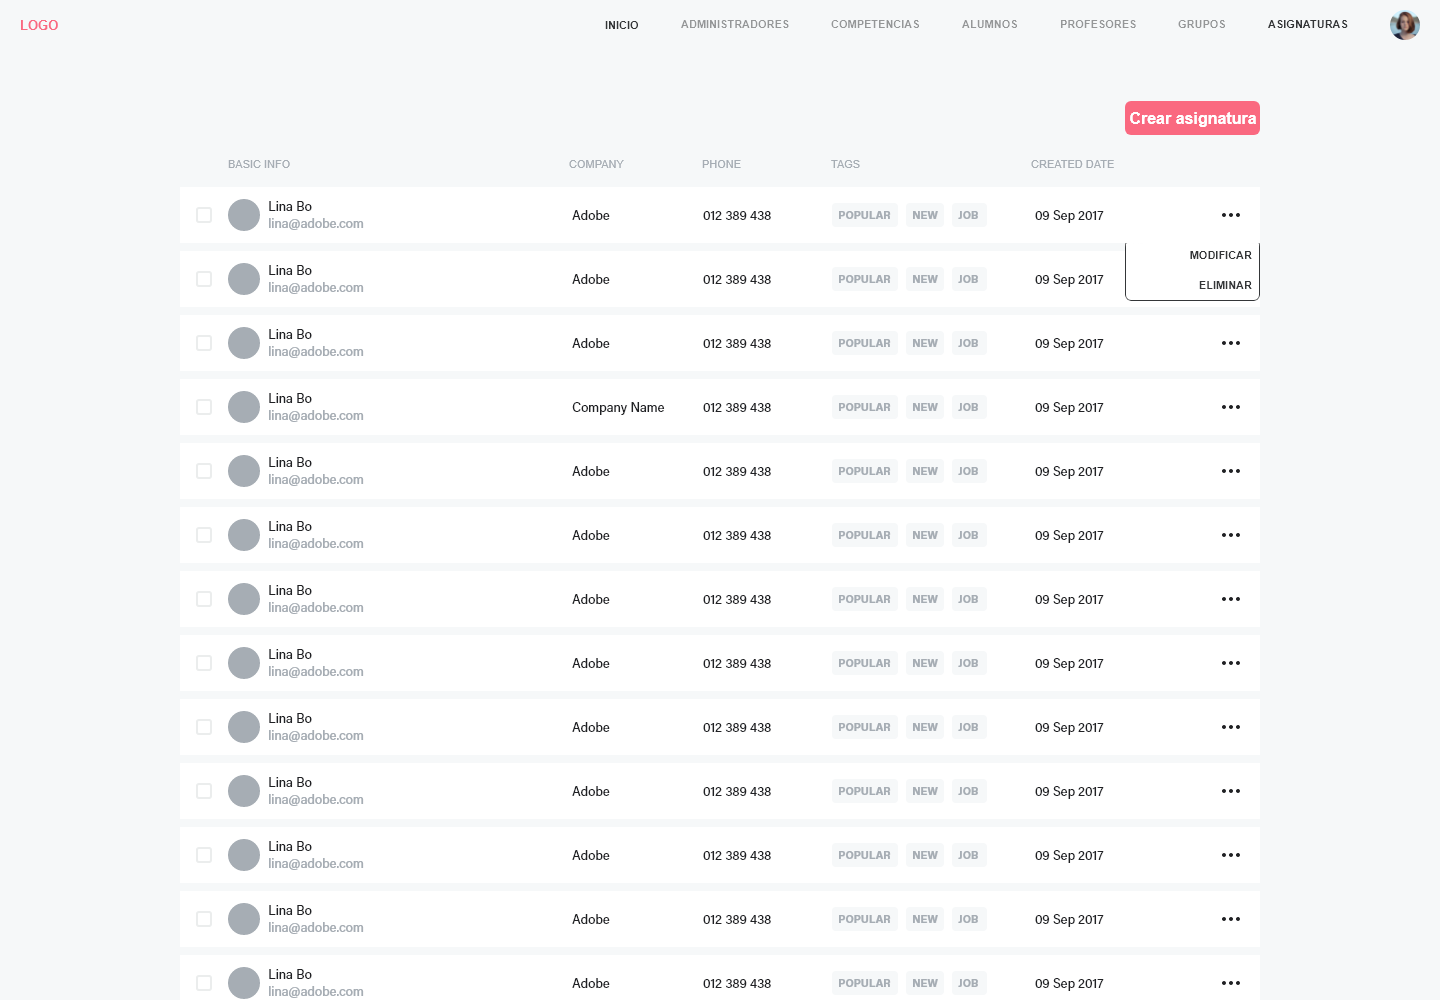 LOGO INICIO ADMINISTRADORES COMPETENCIAS ALUMNOS PROFESORES GRUPOS ASIGNATURAS
Crear asignatura
BASIC INFO COMPANY PHONE TAGS CREATED DATE
Lina Bo
lina@adobe.com
Adobe 012 389 438 POPULAR NEW JOB 09 Sep 2017
MODIFICAR
ELIMINAR
Lina Bo
lina@adobe.com
Adobe 012 389 438 POPULAR NEW JOB 09 Sep 2017
Lina Bo
lina@adobe.com
Adobe 012 389 438 POPULAR NEW JOB 09 Sep 2017
Lina Bo
lina@adobe.com
Company Name 012 389 438 POPULAR NEW JOB 09 Sep 2017
Lina Bo
lina@adobe.com
Adobe 012 389 438 POPULAR NEW JOB 09 Sep 2017
Lina Bo
lina@adobe.com
Adobe 012 389 438 POPULAR NEW JOB 09 Sep 2017
Lina Bo
lina@adobe.com
Adobe 012 389 438 POPULAR NEW JOB 09 Sep 2017
Lina Bo
lina@adobe.com
Adobe 012 389 438 POPULAR NEW JOB 09 Sep 2017
Lina Bo
lina@adobe.com
Adobe 012 389 438 POPULAR NEW JOB 09 Sep 2017
Lina Bo
lina@adobe.com
Adobe 012 389 438 POPULAR NEW JOB 09 Sep 2017
Lina Bo
lina@adobe.com
Adobe 012 389 438 POPULAR NEW JOB 09 Sep 2017
Lina Bo
lina@adobe.com
Adobe 012 389 438 POPULAR NEW JOB 09 Sep 2017
Lina Bo
lina@adobe.com
Adobe 012 389 438 POPULAR NEW JOB 09 Sep 2017